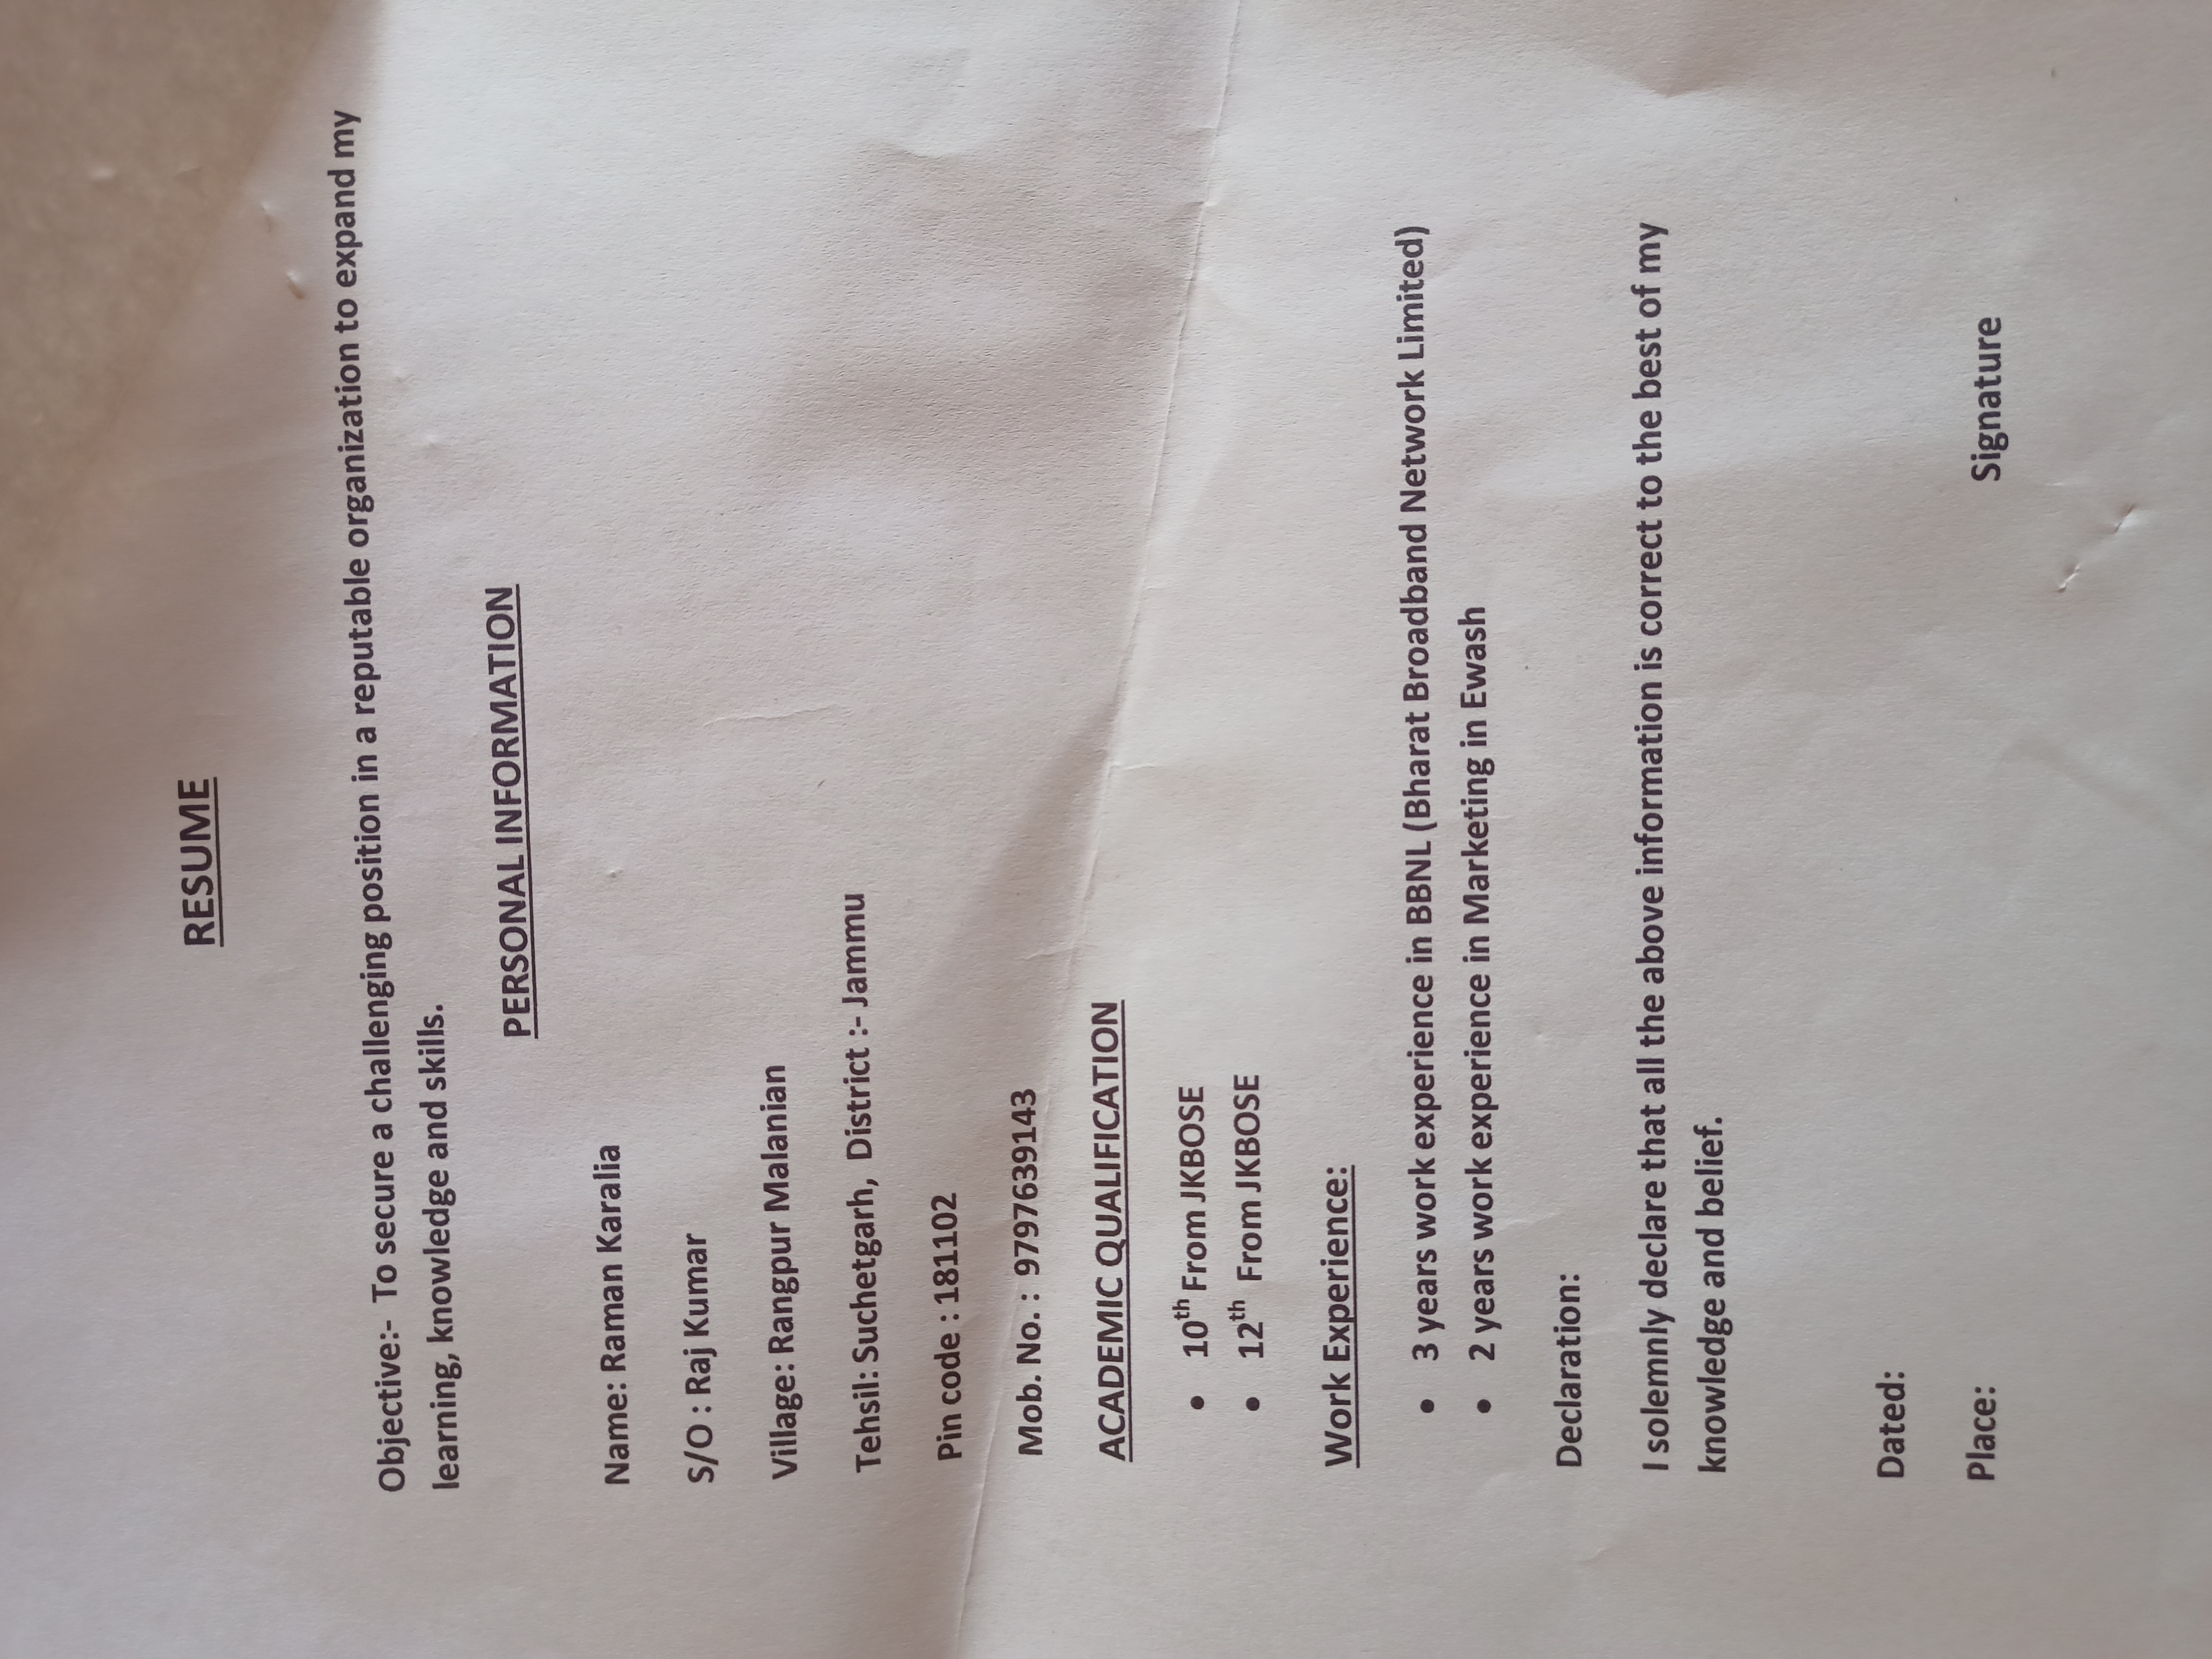 RESUME
Objective:- To secure a challenging position in a reputable organization to expand my
learning, knowledge and skills.
PERSONAL INFORMATION
Name: Raman Karalia
S/O : Raj Kumar
Village: Rangpur Malanian
Tehsil: Suchetgarh, District :- Jammu
Pin code : 181102
Mob. No. : 9797639143
ACADEMIC QUALIFICATION
• 10th From JKBOSE
• 12th From JKBOSE
Work Experience:
• 3 years work experience in BBNL (Bharat Broadband Network Limited)
• 2 years work experience in Marketing in Ewash
Declaration:
I solemnly declare that all the above information is correct to the best of my
knowledge and belief.
Dated:
Place:
Signature